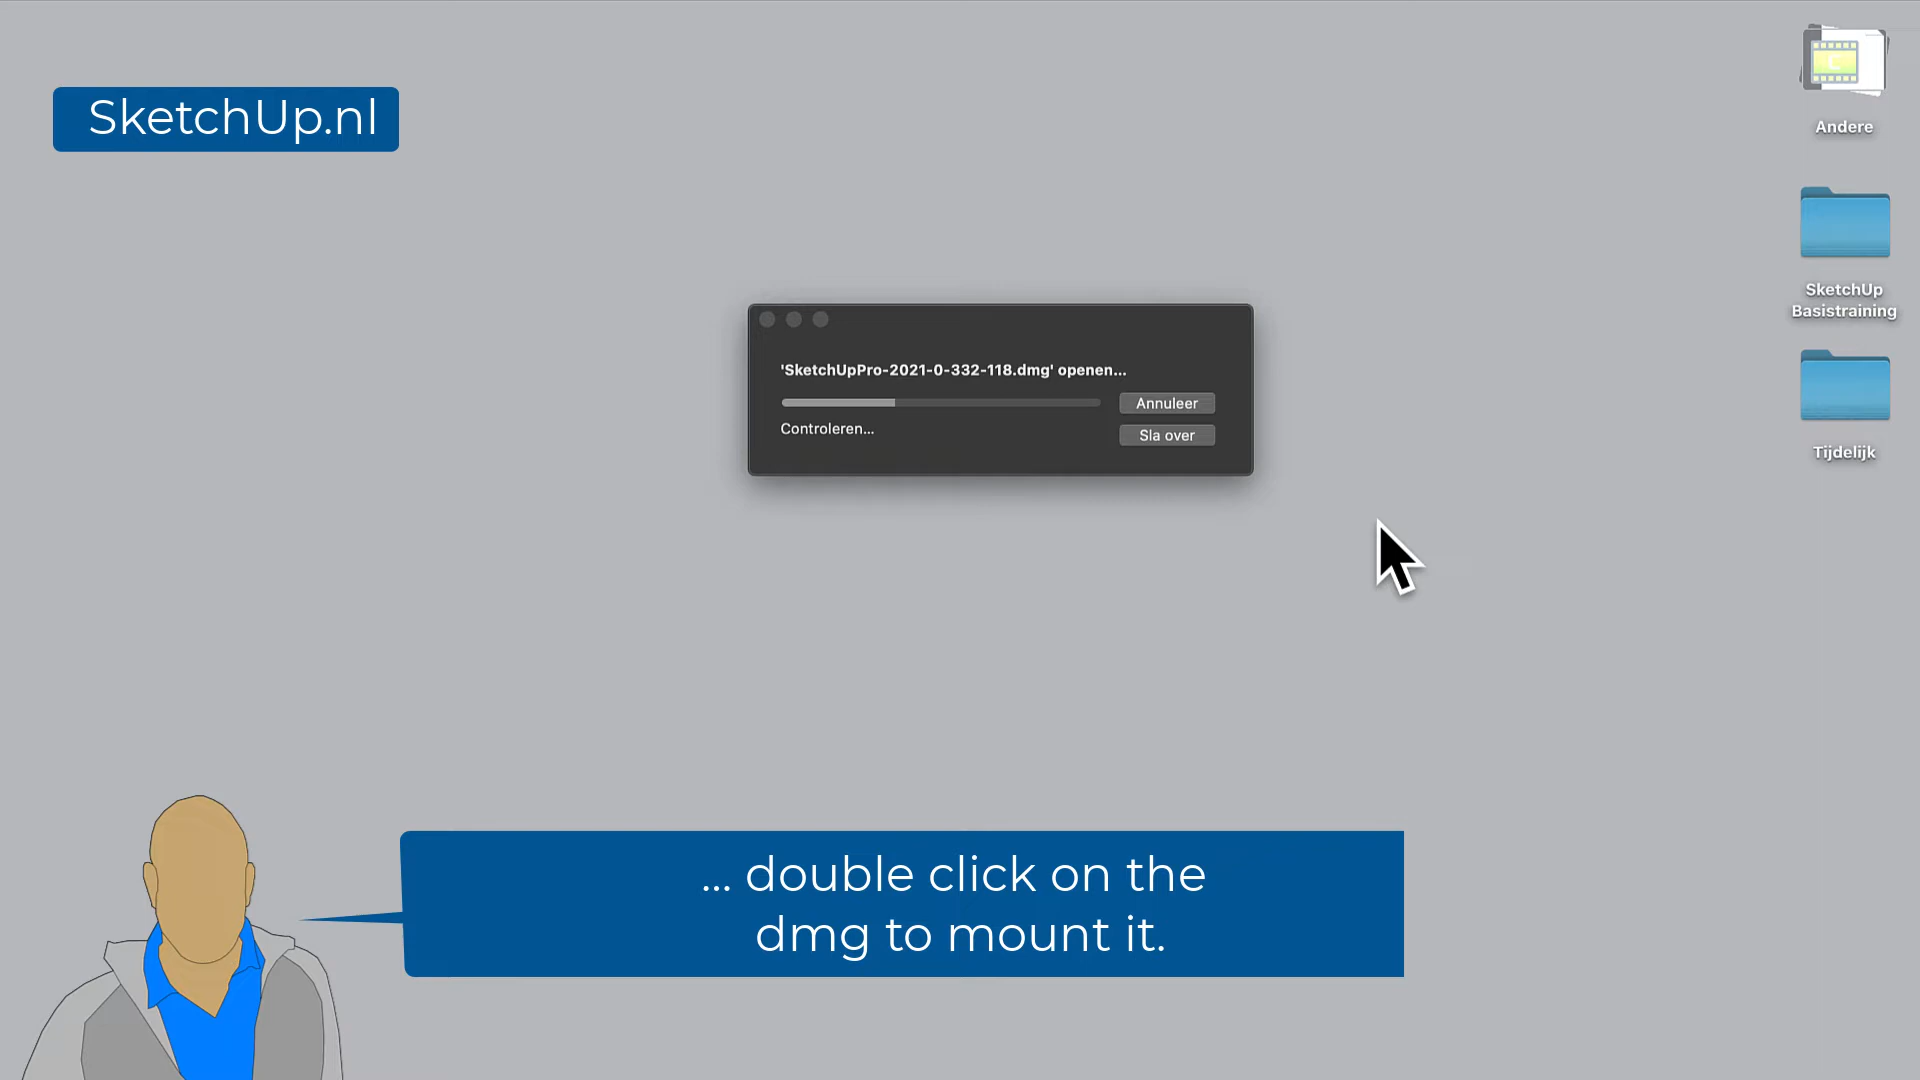 SketchUp.nl
Andere
SketchUp
Basistraining
'SketchUpPro-2021-0-332-118.dmg' openen...
Annuleer
Controleren...
Sla over
Tijdelijk
... double click on the
dmg to mount it.